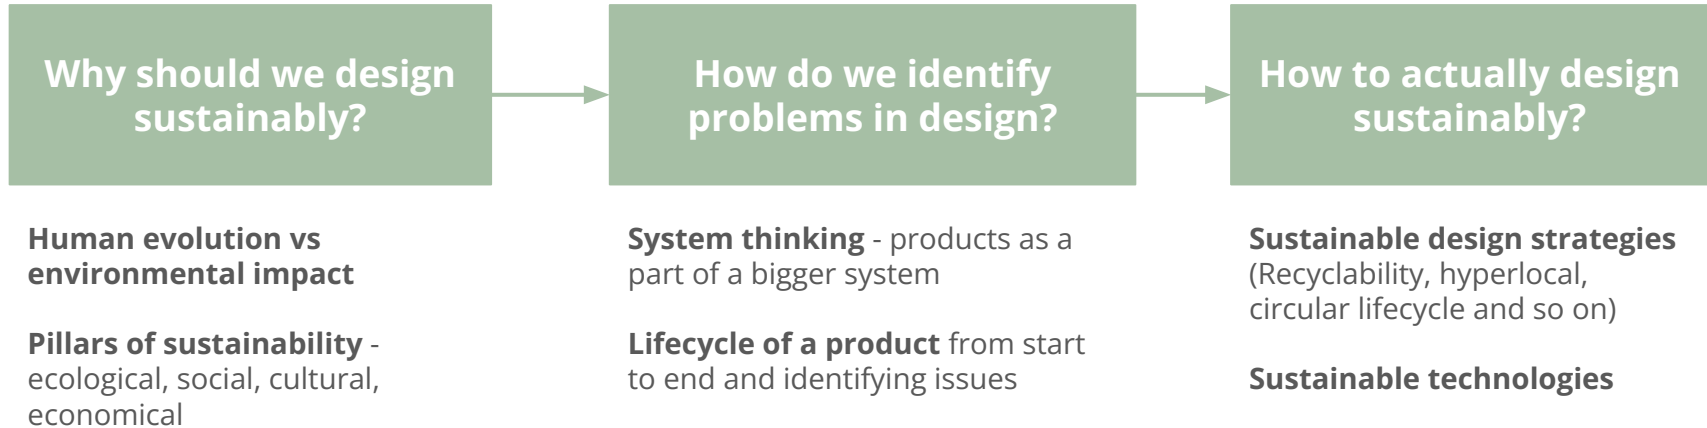 Why should we design
sustainably?
Human evolution vs
environmental impact
Pillars of sustainability -
ecological, social, cultural,
economical
How do we identify
problems in design?
System thinking - products as a
part of a bigger system
Lifecycle of a product from start
to end and identifying issues
How to actually design
sustainably?
Sustainable design strategies
(Recyclability, hyperlocal,
circular lifecycle and so on)
Sustainable technologies